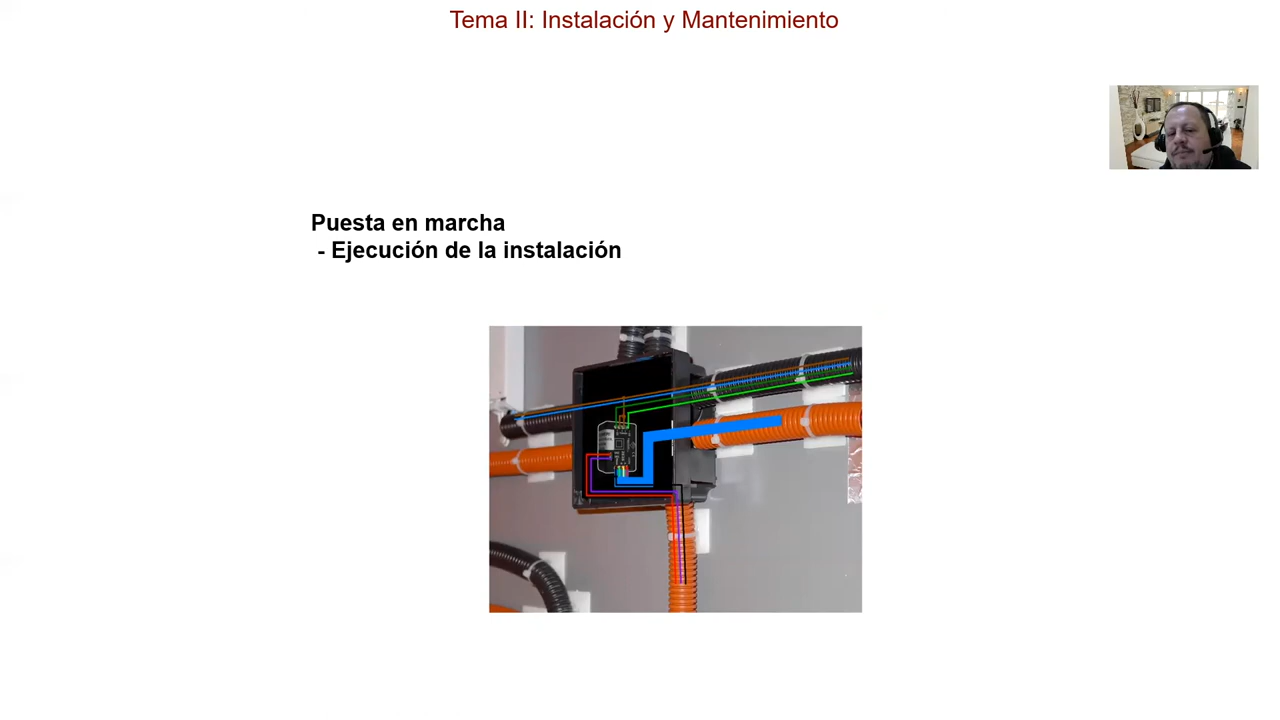 Tema II: Instalación y Mantenimiento
Puesta en marcha
- Ejecución de la instalación